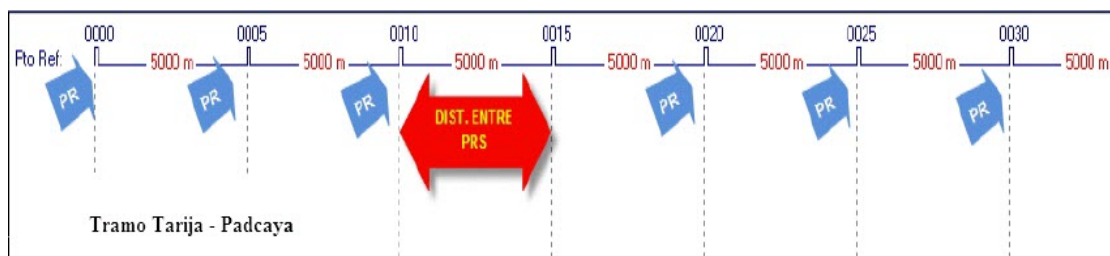 0000 0005 0010 0015 0020 0025 0030
Pto Ref: 5000 m 5000 m 5000 m 5000 m 5000 m 5000 m 5000 m
PR PR PR PR PR PR
DIST. ENTRE
PRS
Tramo Tarija - Padcaya